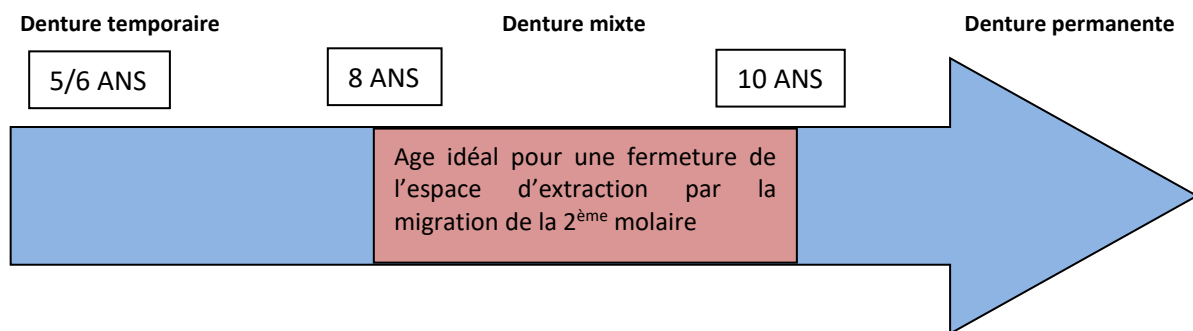 Denture temporaire Denture mixte Denture permanente
5/6 ANS 8 ANS 10 ANS
Age idéal pour une fermeture de
l’espace d’extraction par la
migration de la 2ème molaire